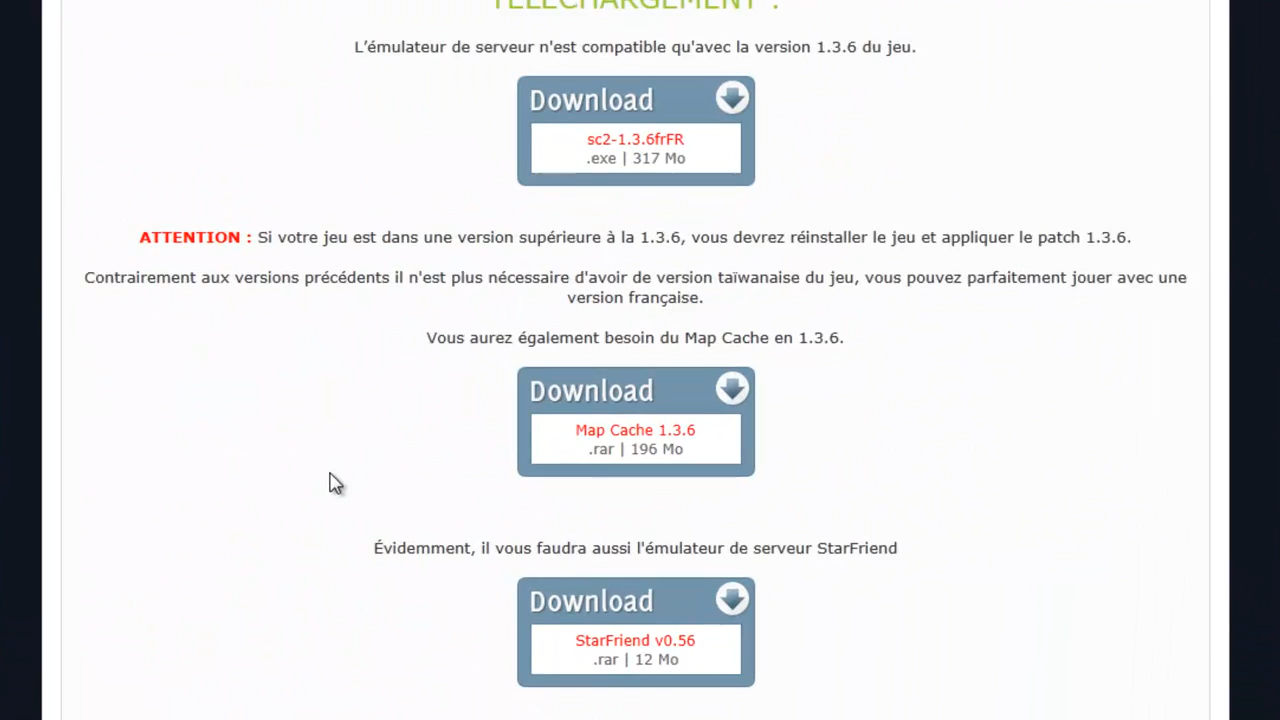 TÉLÉCHARGEMENT :
L'émulateur de serveur n'est compatible qu'avec la version 1.3.6 du jeu.
Download
sc2-1.3.6frFR
.exe | 317 Mo
ATTENTION : Si votre jeu est dans une version supérieure à la 1.3.6, vous devrez réinstaller le jeu et appliquer le patch 1.3.6.
Contrairement aux versions précédents il n'est plus nécessaire d'avoir de version taïwanaise du jeu, vous pouvez parfaitement jouer avec une
version française.
Vous aurez également besoin du Map Cache en 1.3.6.
Download
Map Cache 1.3.6
.rar | 196 Mo
Évidemment, il vous faudra aussi l'émulateur de serveur StarFriend
Download
StarFriend v0.56
.rar | 12 Mo